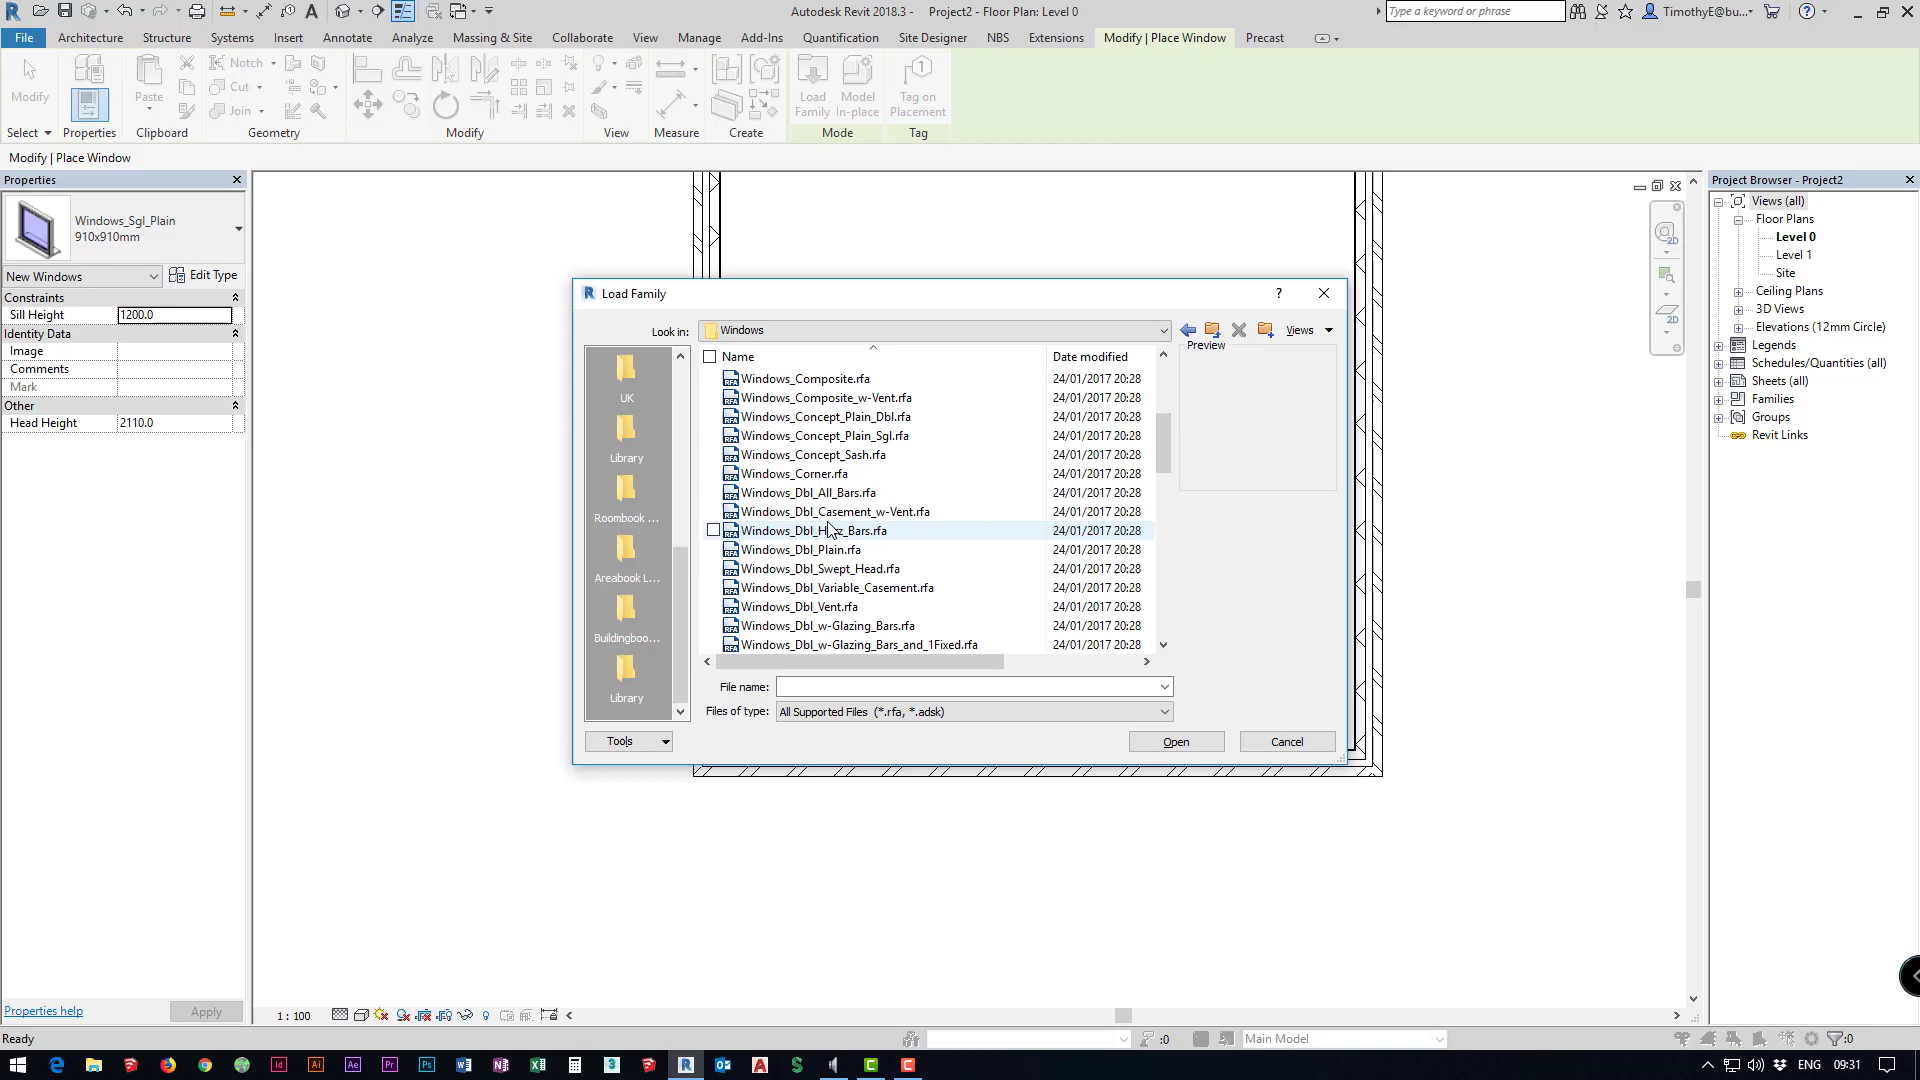 Autodesk Revit 2018.3 - Project2 - Floor Plan: Level 0
Type a keyword or phrase
TimothyE@bu...
File Architecture Structure Systems Insert Annotate Analyze Massing & Site Collaborate View Manage Add-Ins Quantification Site Designer NBS Extensions Modify | Place Window Precast
Modify
Paste
Notch
Cut
Join
Load Family
Model In-place
Tag on Placement
Select Properties Clipboard Geometry Modify View Measure Create Mode Tag
Modify | Place Window
Properties
Windows_Sgl_Plain
910x910mm
New Windows
Edit Type
Constraints
Sill Height 1200.0
Identity Data
Image
Comments
Mark
Other
Head Height 2110.0
Properties help
Apply
Load Family
?
Look in: Windows
Views
UK
Library
Roombook ...
Areabook L...
Buildingboo...
Library
Name Date modified
Windows_Composite.rfa 24/01/2017 20:28
Windows_Composite_w-Vent.rfa 24/01/2017 20:28
Windows_Concept_Plain_Dbl.rfa 24/01/2017 20:28
Windows_Concept_Plain_Sgl.rfa 24/01/2017 20:28
Windows_Concept_Sash.rfa 24/01/2017 20:28
Windows_Corner.rfa 24/01/2017 20:28
Windows_Dbl_All_Bars.rfa 24/01/2017 20:28
Windows_Dbl_Casement_w-Vent.rfa 24/01/2017 20:28
24/01/2017 20:28
Windows_Dbl_Plain.rfa 24/01/2017 20:28
Windows_Dbl_Swept_Head.rfa 24/01/2017 20:28
Windows_Dbl_Variable_Casement.rfa 24/01/2017 20:28
Windows_Dbl_Vent.rfa 24/01/2017 20:28
Windows_Dbl_w-Glazing_Bars.rfa 24/01/2017 20:28
Windows_Dbl_w-Glazing_Bars_and_1Fixed.rfa 24/01/2017 20:28
Preview
File name:
Files of type: All Supported Files (*.rfa, *.adsk)
Tools
Open
Cancel
Project Browser - Project2
Views (all)
Floor Plans
Level 0
Level 1
Site
Ceiling Plans
3D Views
Elevations (12mm Circle)
Legends
Schedules/Quantities (all)
Sheets (all)
Families
Groups
Revit Links
1 : 100
Ready
:0
Main Model
:0
ENG 09:31